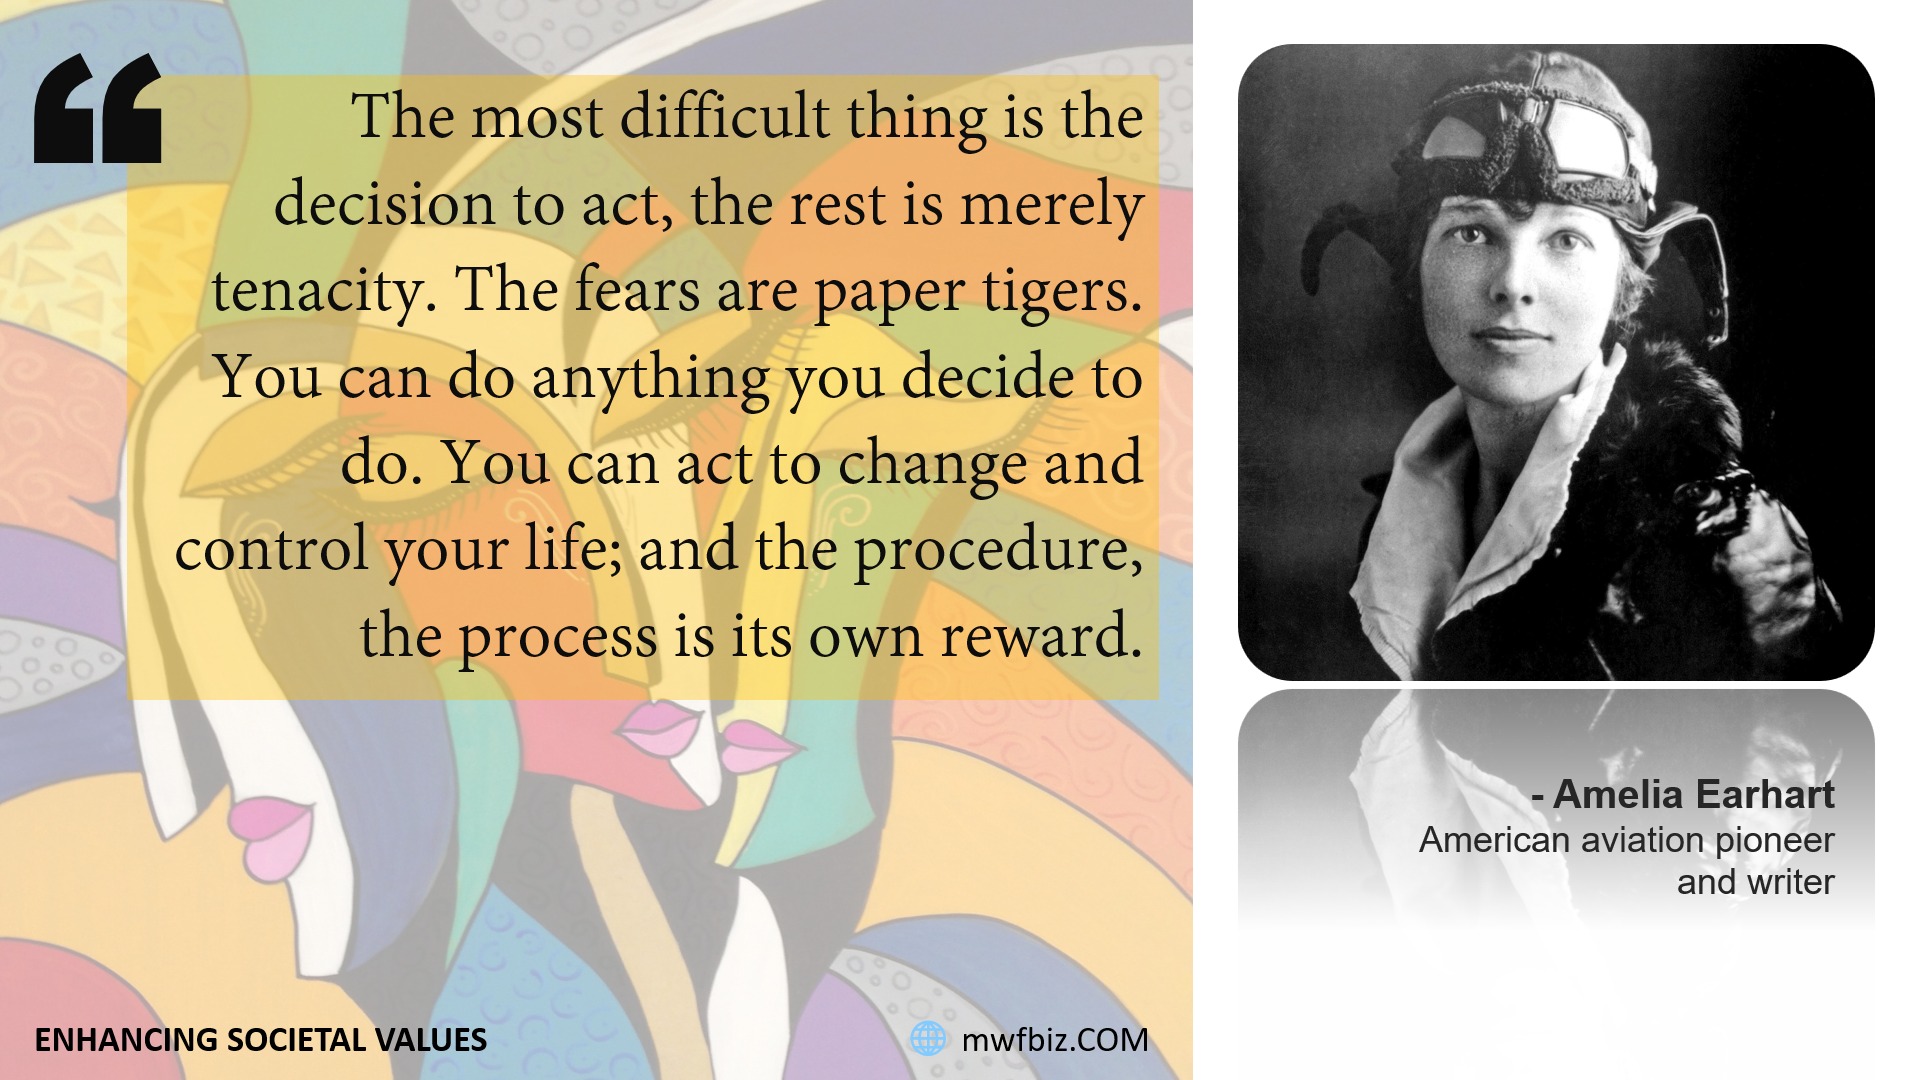 “
The most difficult thing is the
decision to act, the rest is merely
tenacity. The fears are paper tigers.
You can do anything you decide to
do. You can act to change and
control your life; and the procedure,
the process is its own reward.
- Amelia Earhart
American aviation pioneer
and writer
ENHANCING SOCIETAL VALUES
mwfbiz.COM